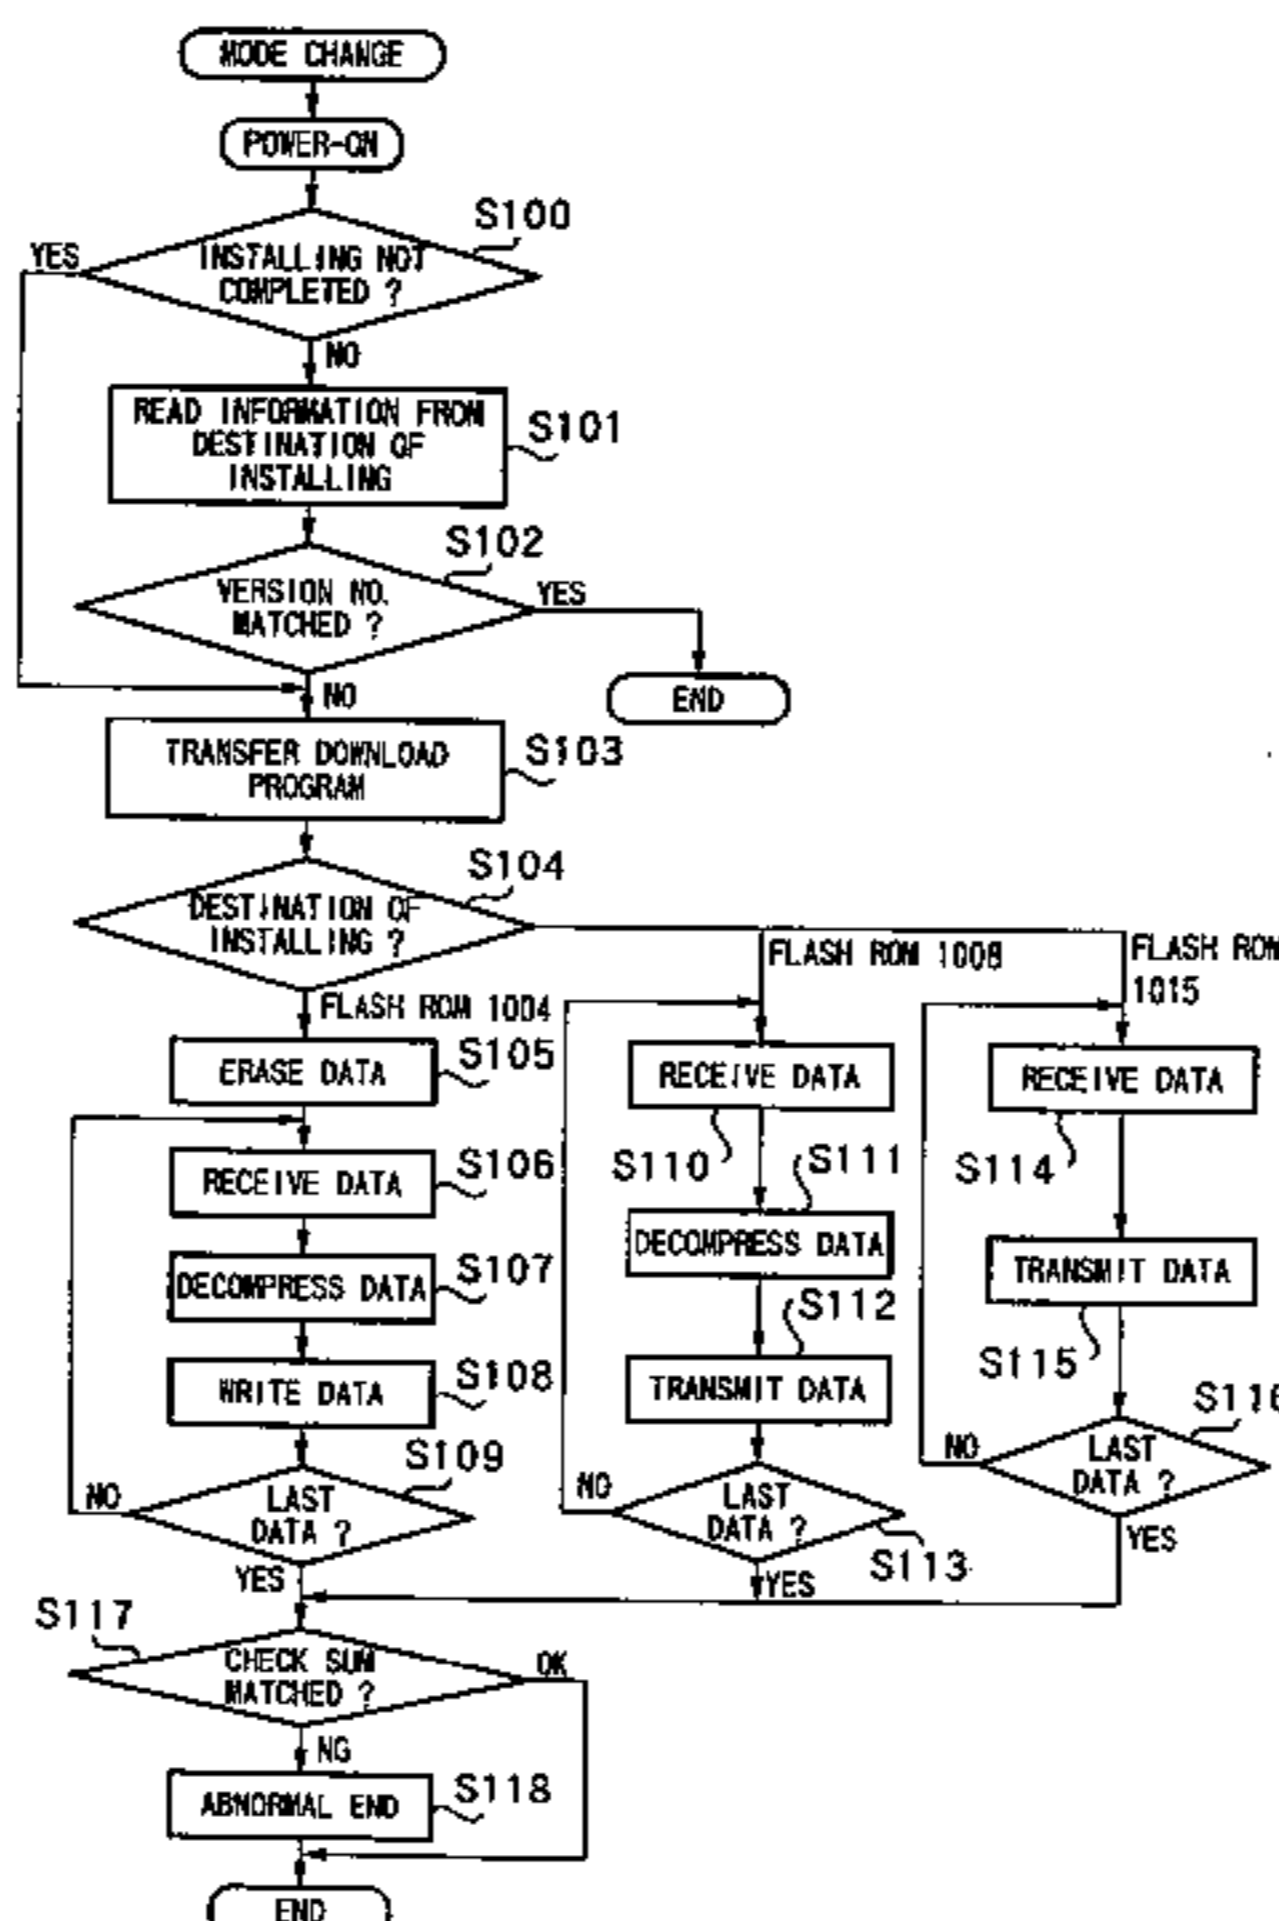 MODE CHANGE
POWER-ON
S100
YES
INSTALLING NOT
COMPLETED ?
NO
READ INFORMATION FROM
DESTINATION OF
INSTALLING
S101
S102
VERSION NO.
MATCHED ?
YES
NO
END
TRANSFER DOWNLOAD
PROGRAM
S103
S104
DESTINATION OF
INSTALLING ?
FLASH ROM 1004
FLASH ROM 1008
FLASH ROM
1015
ERASE DATA
S105
RECEIVE DATA
S106
DECOMPRESS DATA
S107
WRITE DATA
S108
S109
LAST
DATA ?
NO
YES
RECEIVE DATA
S110
S111
DECOMPRESS DATA
S112
TRANSMIT DATA
LAST
DATA ?
NO
S113
YES
RECEIVE DATA
S114
TRANSMIT DATA
S115
S116
LAST
DATA ?
NO
YES
S117
CHECK SUM
MATCHED ?
OK
NG
ABNORMAL END
S118
END